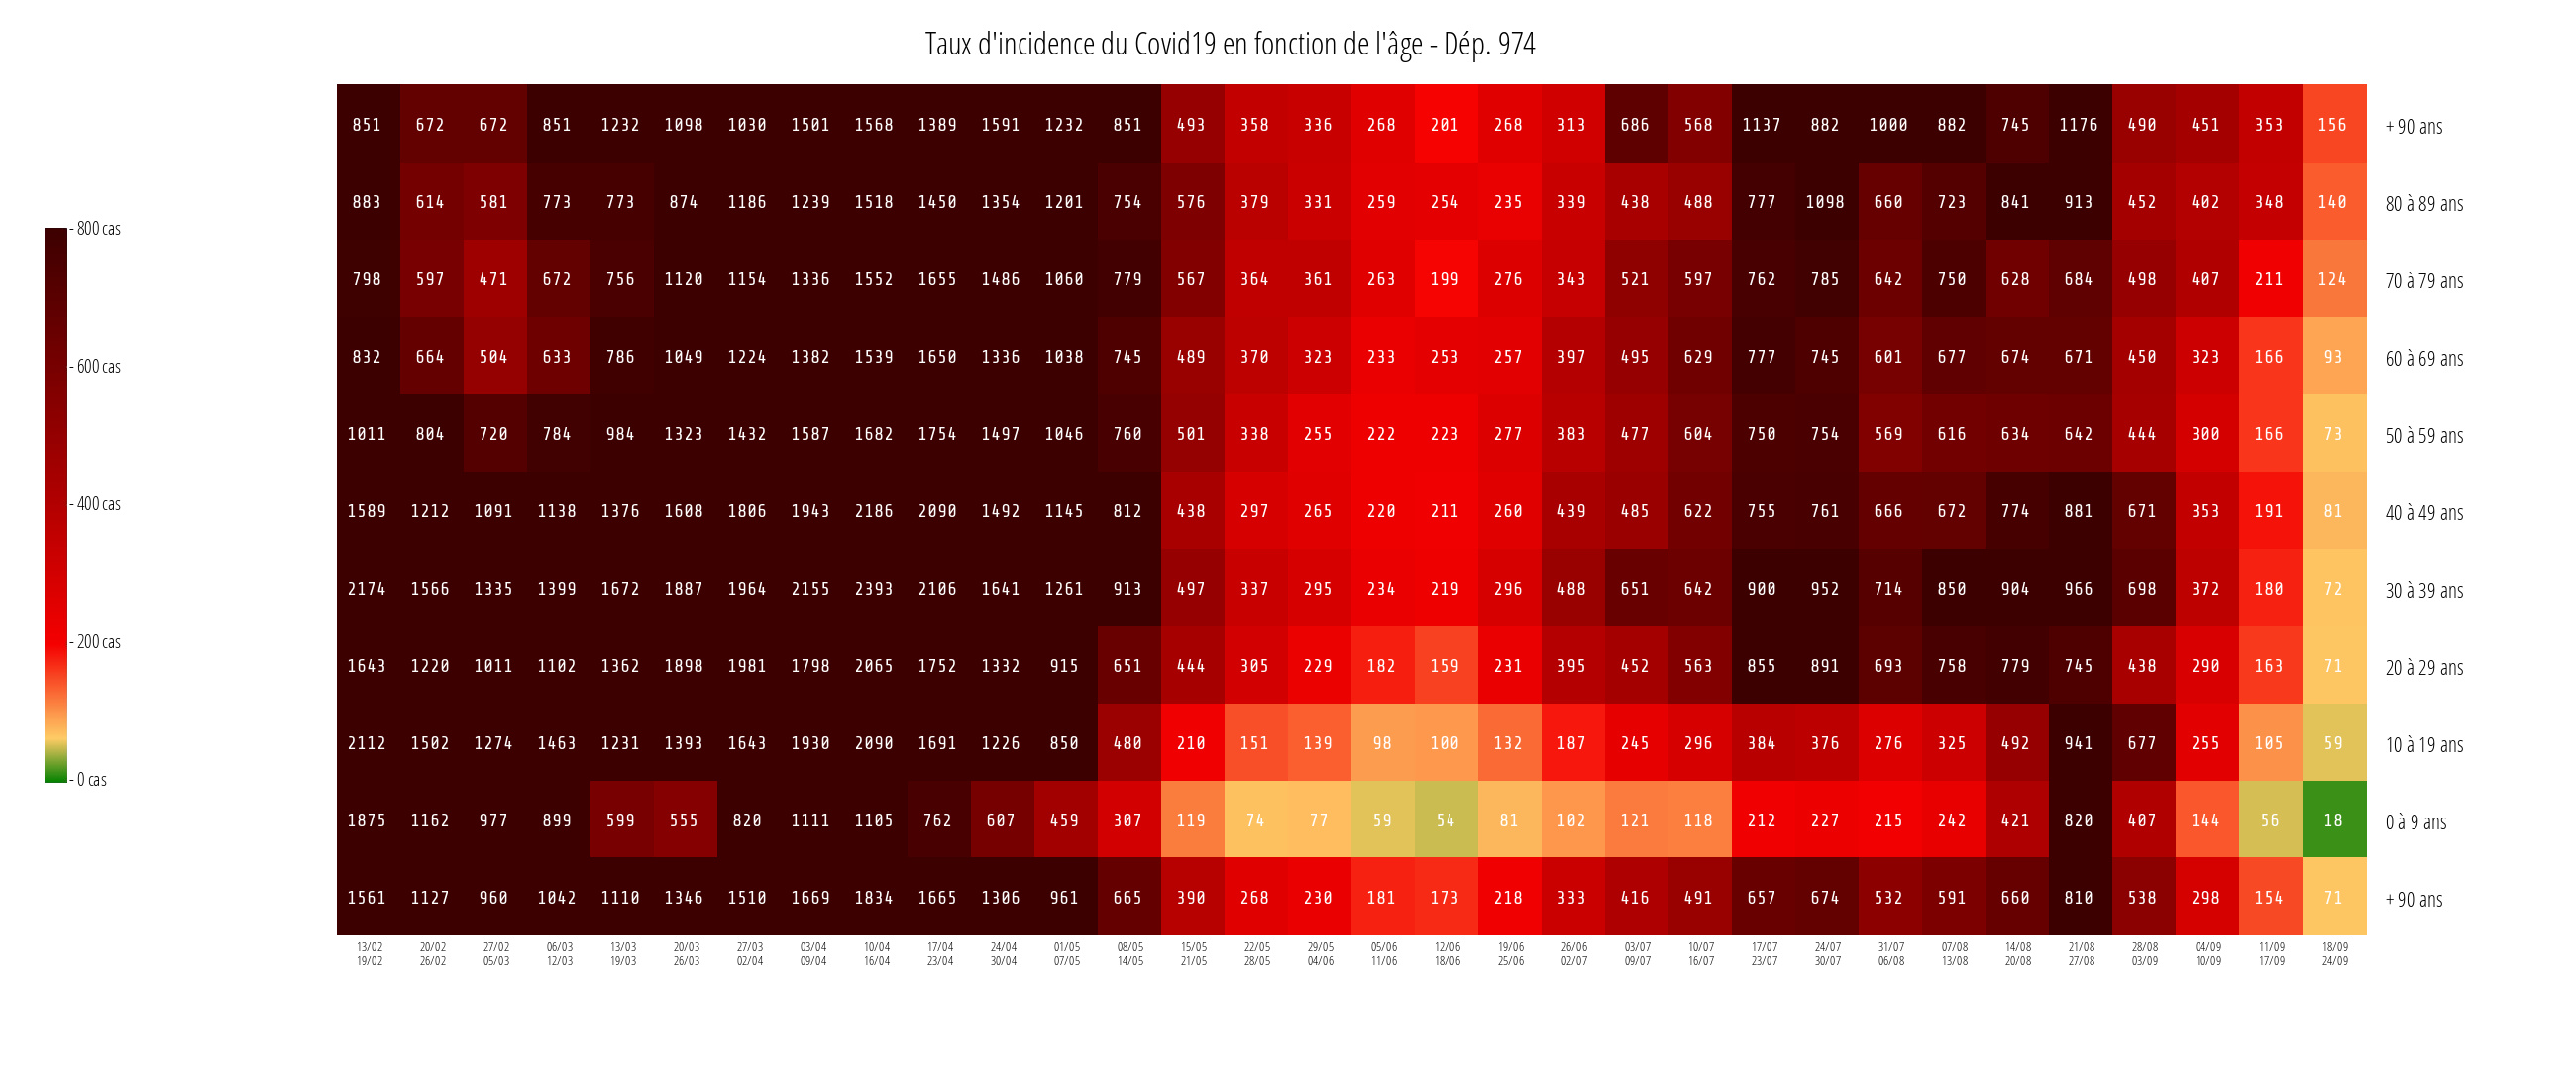 Taux d'incidence du Covid19 en fonction de l'âge - Dép. 974
- 800 cas
- 600 cas
- 400 cas
- 200 cas
- 0 cas
851 672 672 851 1232 1098 1030 1501 1568 1389 1591 1232 851 493 358 336 268 201 268 313 686 568 1137 882 1000 882 745 1176 490 451 353 156 + 90 ans
883 614 581 773 773 874 1186 1239 1518 1450 1354 1201 754 576 379 331 259 254 235 339 438 488 777 1098 660 723 841 913 452 402 348 140 80 à 89 ans
798 597 471 672 756 1120 1154 1336 1552 1655 1486 1060 779 567 364 361 263 199 276 343 521 597 762 785 642 750 628 684 498 407 211 124 70 à 79 ans
832 664 504 633 786 1049 1224 1382 1539 1650 1336 1038 745 489 370 323 233 253 257 397 495 629 777 745 601 677 674 671 450 323 166 93 60 à 69 ans
1011 804 720 784 984 1323 1432 1587 1682 1754 1497 1046 760 501 338 255 222 223 277 383 477 604 750 754 569 616 634 642 444 300 166 73 50 à 59 ans
1589 1212 1091 1138 1376 1608 1806 1943 2186 2090 1492 1145 812 438 297 265 220 211 260 439 485 622 755 761 666 672 774 881 671 353 191 81 40 à 49 ans
2174 1566 1335 1399 1672 1887 1964 2155 2393 2106 1641 1261 913 497 337 295 234 219 296 488 651 642 900 952 714 850 904 966 698 372 180 72 30 à 39 ans
1643 1220 1011 1102 1362 1898 1981 1798 2065 1752 1332 915 651 444 305 229 182 159 231 395 452 563 855 891 693 758 779 745 438 290 163 71 20 à 29 ans
2112 1502 1274 1463 1231 1393 1643 1930 2090 1691 1226 850 480 210 151 139 98 100 132 187 245 296 384 376 276 325 492 941 677 255 105 59 10 à 19 ans
1875 1162 977 899 599 555 820 1111 1105 762 607 459 307 119 74 77 59 54 81 102 121 118 212 227 215 242 421 820 407 144 56 18 0 à 9 ans
1561 1127 960 1042 1110 1346 1510 1669 1834 1665 1306 961 665 390 268 230 181 173 218 333 416 491 657 674 532 591 660 810 538 298 154 71 + 90 ans
13/02 20/02 27/02 06/03 13/03 20/03 27/03 03/04 10/04 17/04 24/04 01/05 08/05 15/05 22/05 29/05 05/06 12/06 19/06 26/06 03/07 10/07 17/07 24/07 31/07 07/08 14/08 21/08 28/08 04/09 11/09 18/09
19/02 26/02 05/03 12/03 19/03 26/03 02/04 09/04 16/04 23/04 30/04 07/05 14/05 21/05 28/05 04/06 11/06 18/06 25/06 02/07 09/07 16/07 23/07 30/07 06/08 13/08 20/08 27/08 03/09 10/09 17/09 24/09